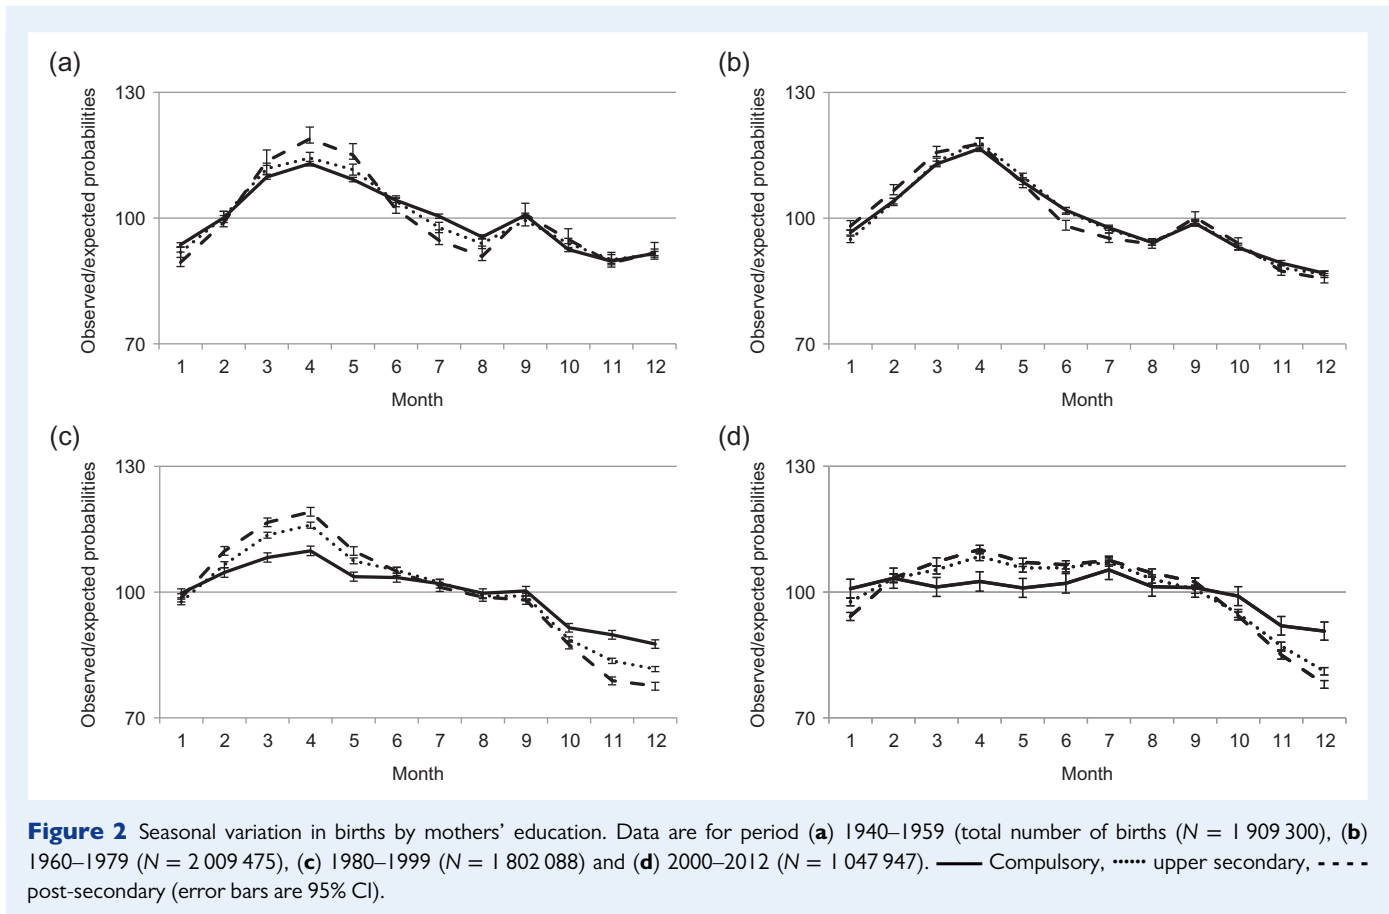 (a)
130
100
70
Observed/expected probabilities
1 2 3 4 5 6 7 8 9 10 11 12
Month
(b)
130
100
70
Observed/expected probabilities
1 2 3 4 5 6 7 8 9 10 11 12
Month
(c)
130
100
70
Observed/expected probabilities
1 2 3 4 5 6 7 8 9 10 11 12
Month
(d)
130
100
70
Observed/expected probabilities
1 2 3 4 5 6 7 8 9 10 11 12
Month
Figure 2 Seasonal variation in births by mothers' education. Data are for period (a) 1940–1959 (total number of births (N = 1 909 300), (b)
1960–1979 (N = 2 009 475), (c) 1980–1999 (N = 1 802 088) and (d) 2000–2012 (N = 1 047 947). —— Compulsory, ······ upper secondary, - - - -
post-secondary (error bars are 95% CI).